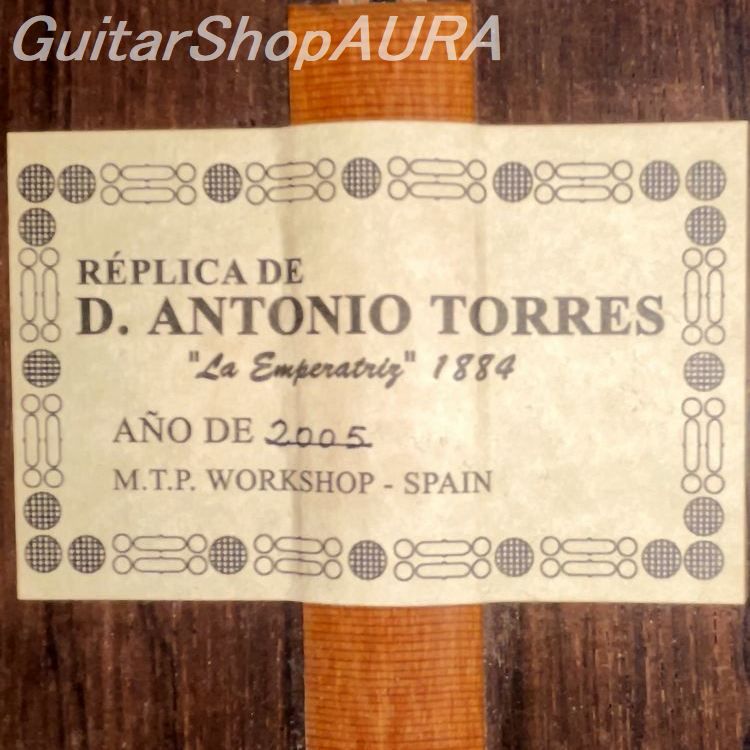 GuitarShopAURA
RÉPLICA DE
D. ANTONIO TORRES
"La Emperatriz" 1884
AÑO DE 2005
M.T.P. WORKSHOP - SPAIN